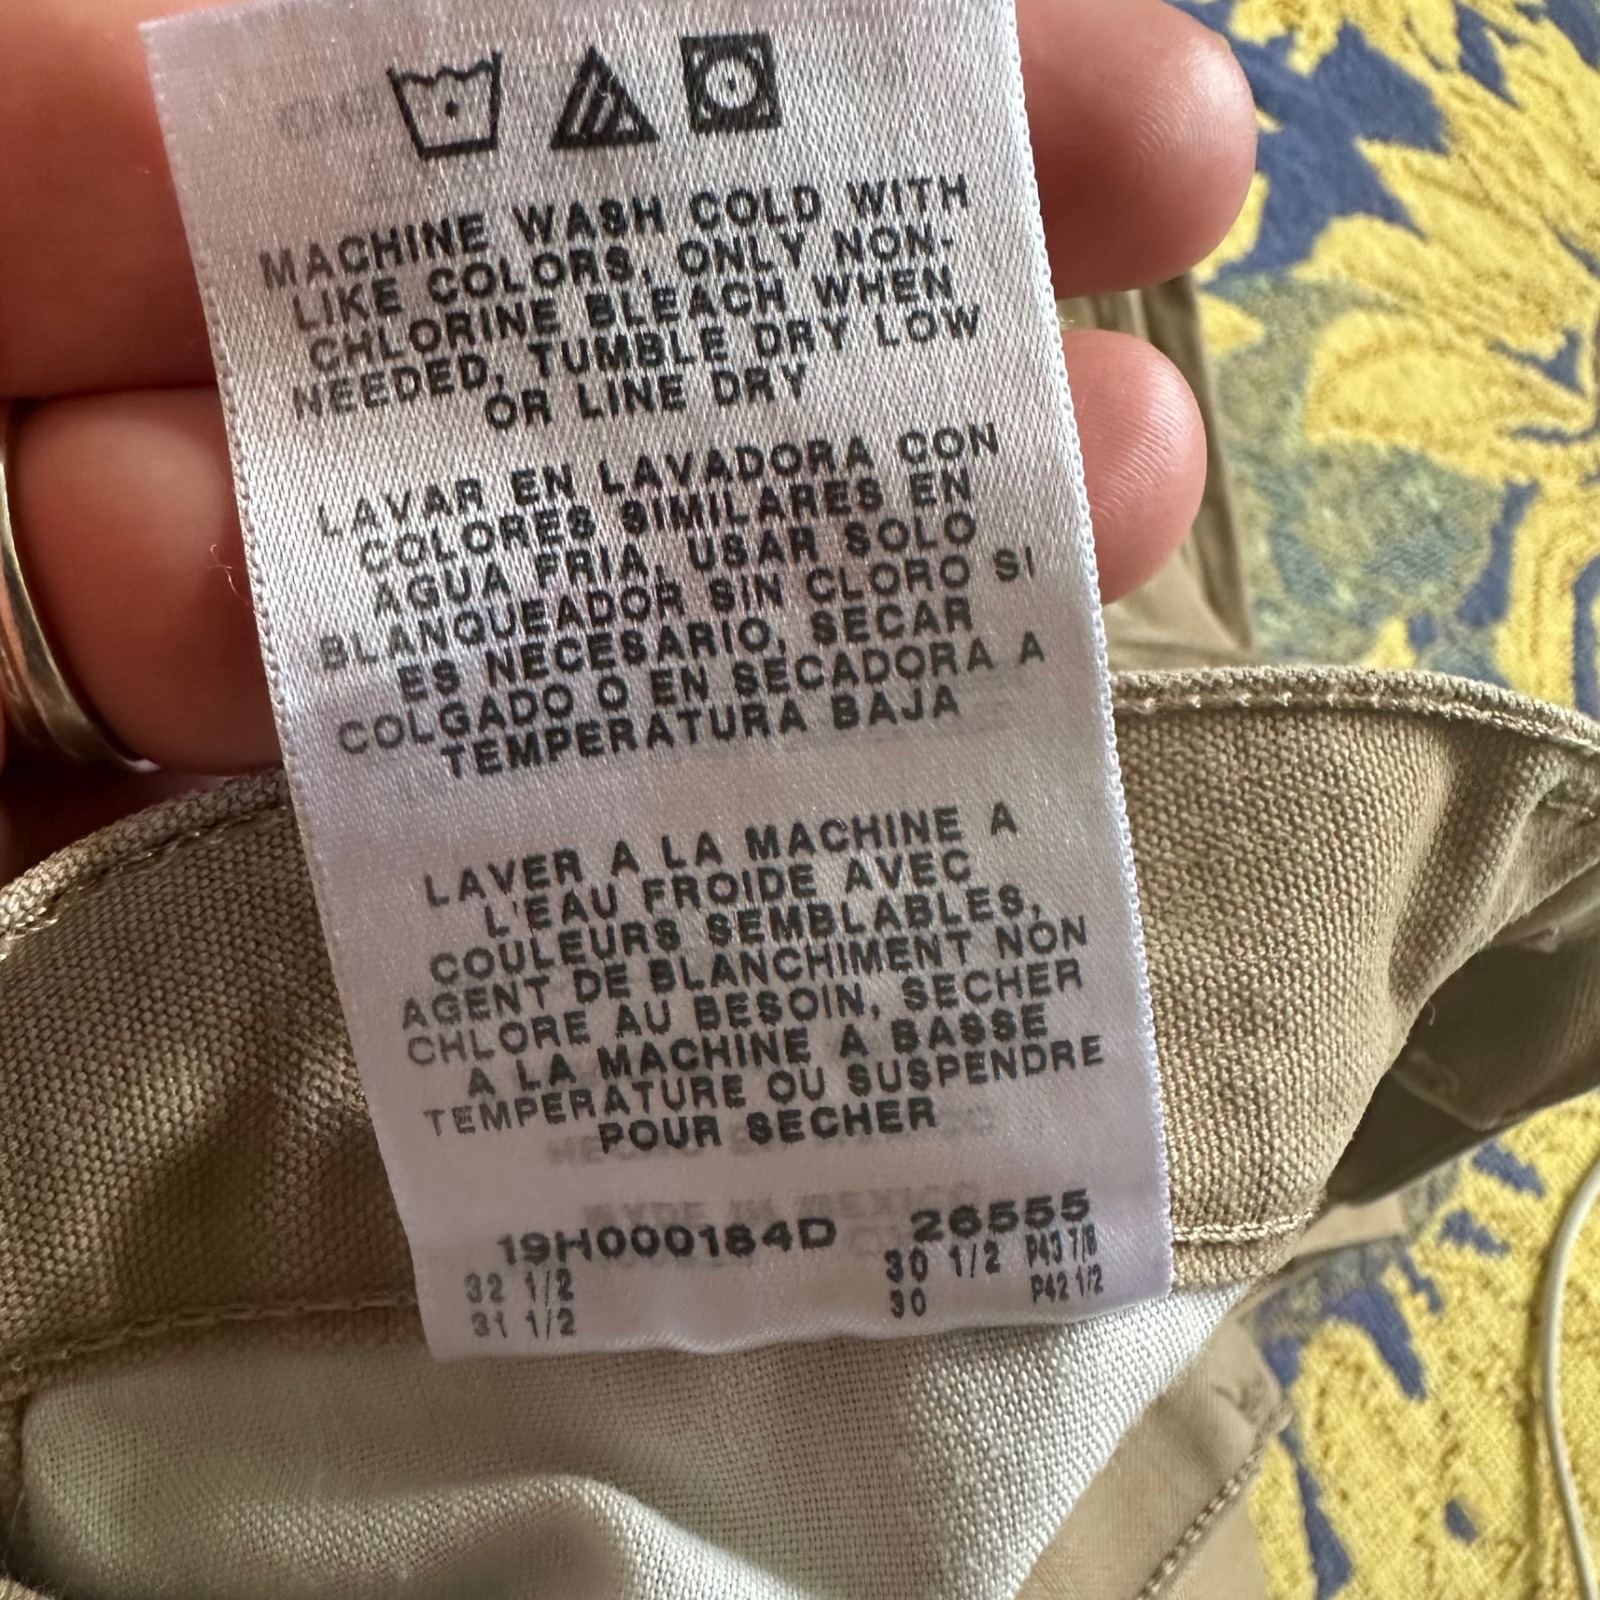 MACHINE WASH COLD WITH
LIKE COLORS, ONLY NON-
CHLORINE BLEACH WHEN
NEEDED, TUMBLE DRY LOW
OR LINE DRY
LAVAR EN LAVADORA CON
COLORES SIMILARES EN
AGUA FRIA, USAR SOLO
BLANQUEADOR SIN CLORO SI
ES NECESARIO, SECAR
COLGADO O EN SECADORA A
TEMPERATURA BAJA
LAVER A LA MACHINE A
L'EAU FROIDE AVEC
COULEURS SEMBLABLES,
AGENT DE BLANCHIMENT NON
CHLORE AU BESOIN, SECHER
A LA MACHINE A BASSE
TEMPERATURE OU SUSPENDRE
POUR SECHER
19H000184D 26555
32 1/2 30 1/2 P43 7/8
31 1/2 30 P42 1/2